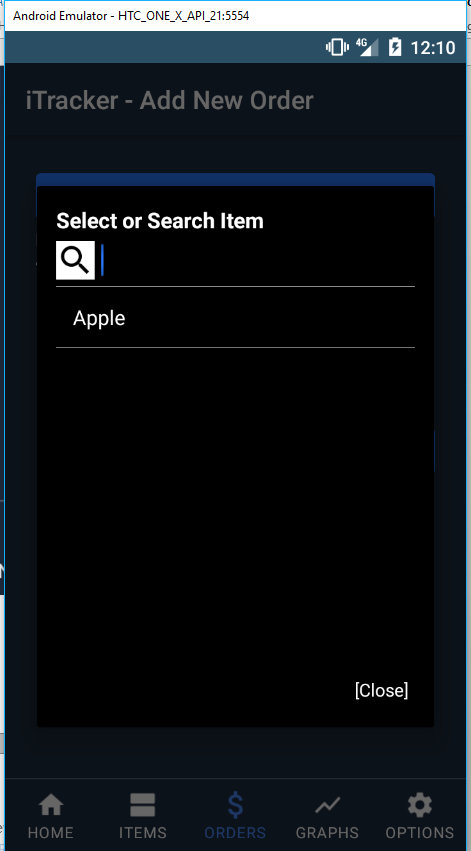 Android Emulator - HTC_ONE_X_API_21:5554
4G 12:10
iTracker - Add New Order
Select or Search Item
Apple
[Close]
HOME ITEMS ORDERS GRAPHS OPTIONS